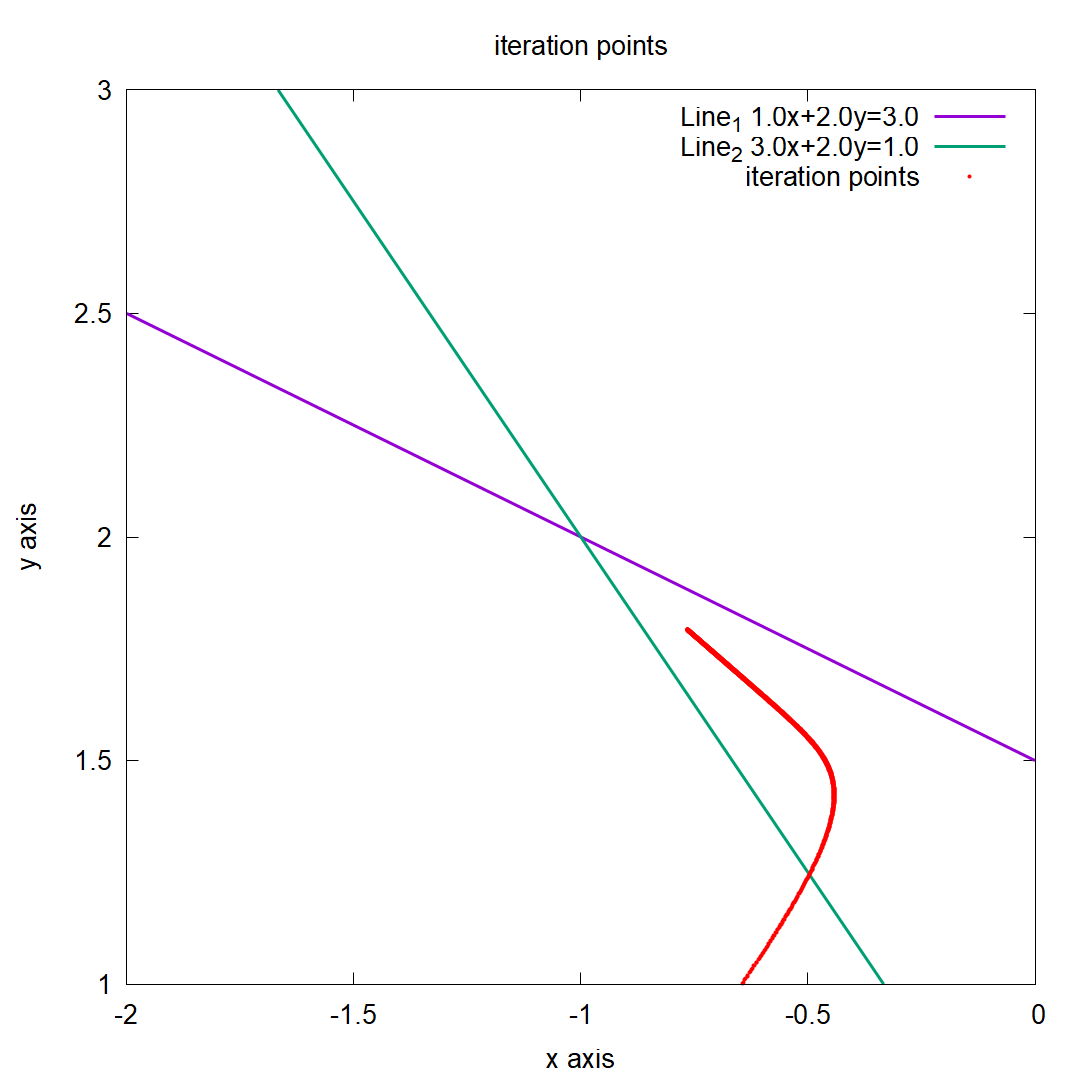 iteration points
Line₁ 1.0x+2.0y=3.0
Line₂ 3.0x+2.0y=1.0
iteration points
3
2.5
2
1.5
1
y axis
-2 -1.5 -1 -0.5 0
x axis